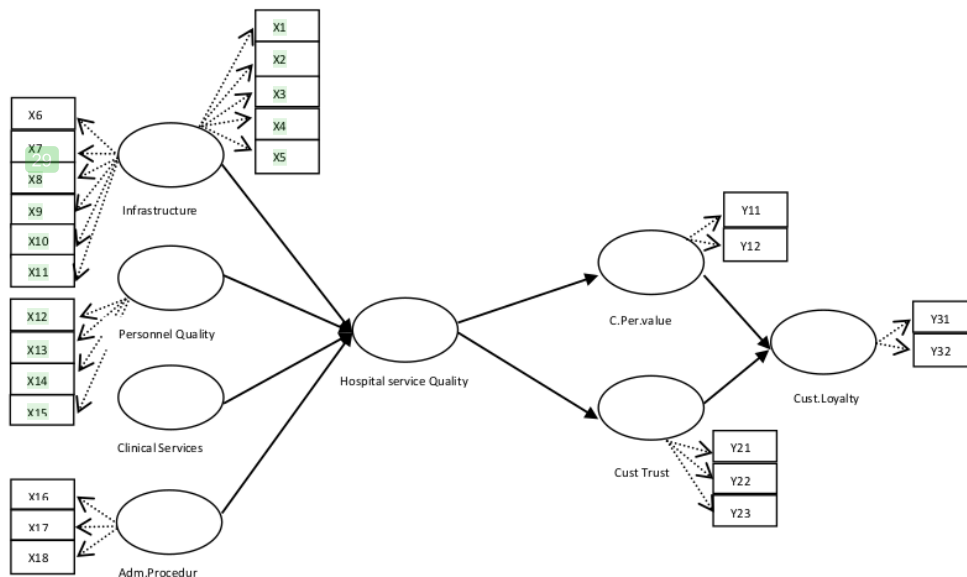 X1
X2
X3
X4
X5
X6
X7
29
X8
X9
X10
X11
Infrastructure
X12
X13
X14
X15
Personnel Quality
Clinical Services
X16
X17
X18
Adm.Procedur
Hospital service Quality
C.Per.value
Y11
Y12
Cust Trust
Y21
Y22
Y23
Cust.Loyalty
Y31
Y32